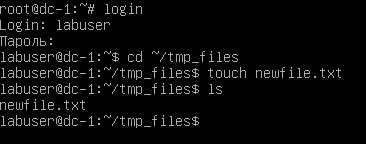 root@dc-1:~# login
Login: labuser
Пароль:
labuser@dc-1:~$ cd ~/tmp_files
labuser@dc-1:~/tmp_files$ touch newfile.txt
labuser@dc-1:~/tmp_files$ ls
newfile.txt
labuser@dc-1:~/tmp_files$